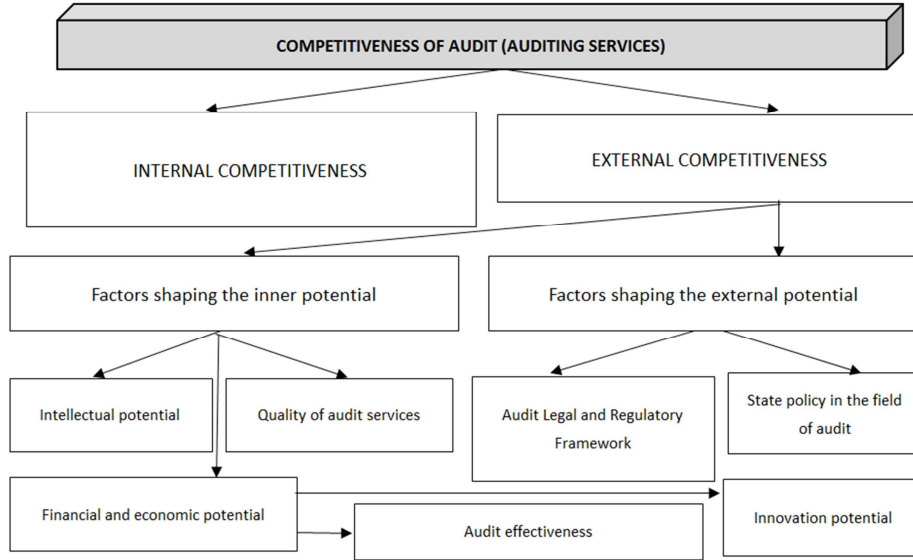 COMPETITIVENESS OF AUDIT (AUDITING SERVICES)
INTERNAL COMPETITIVENESS
EXTERNAL COMPETITIVENESS
Factors shaping the inner potential
Factors shaping the external potential
Intellectual potential
Quality of audit services
Audit Legal and Regulatory
Framework
State policy in the field
of audit
Financial and economic potential
Audit effectiveness
Innovation potential